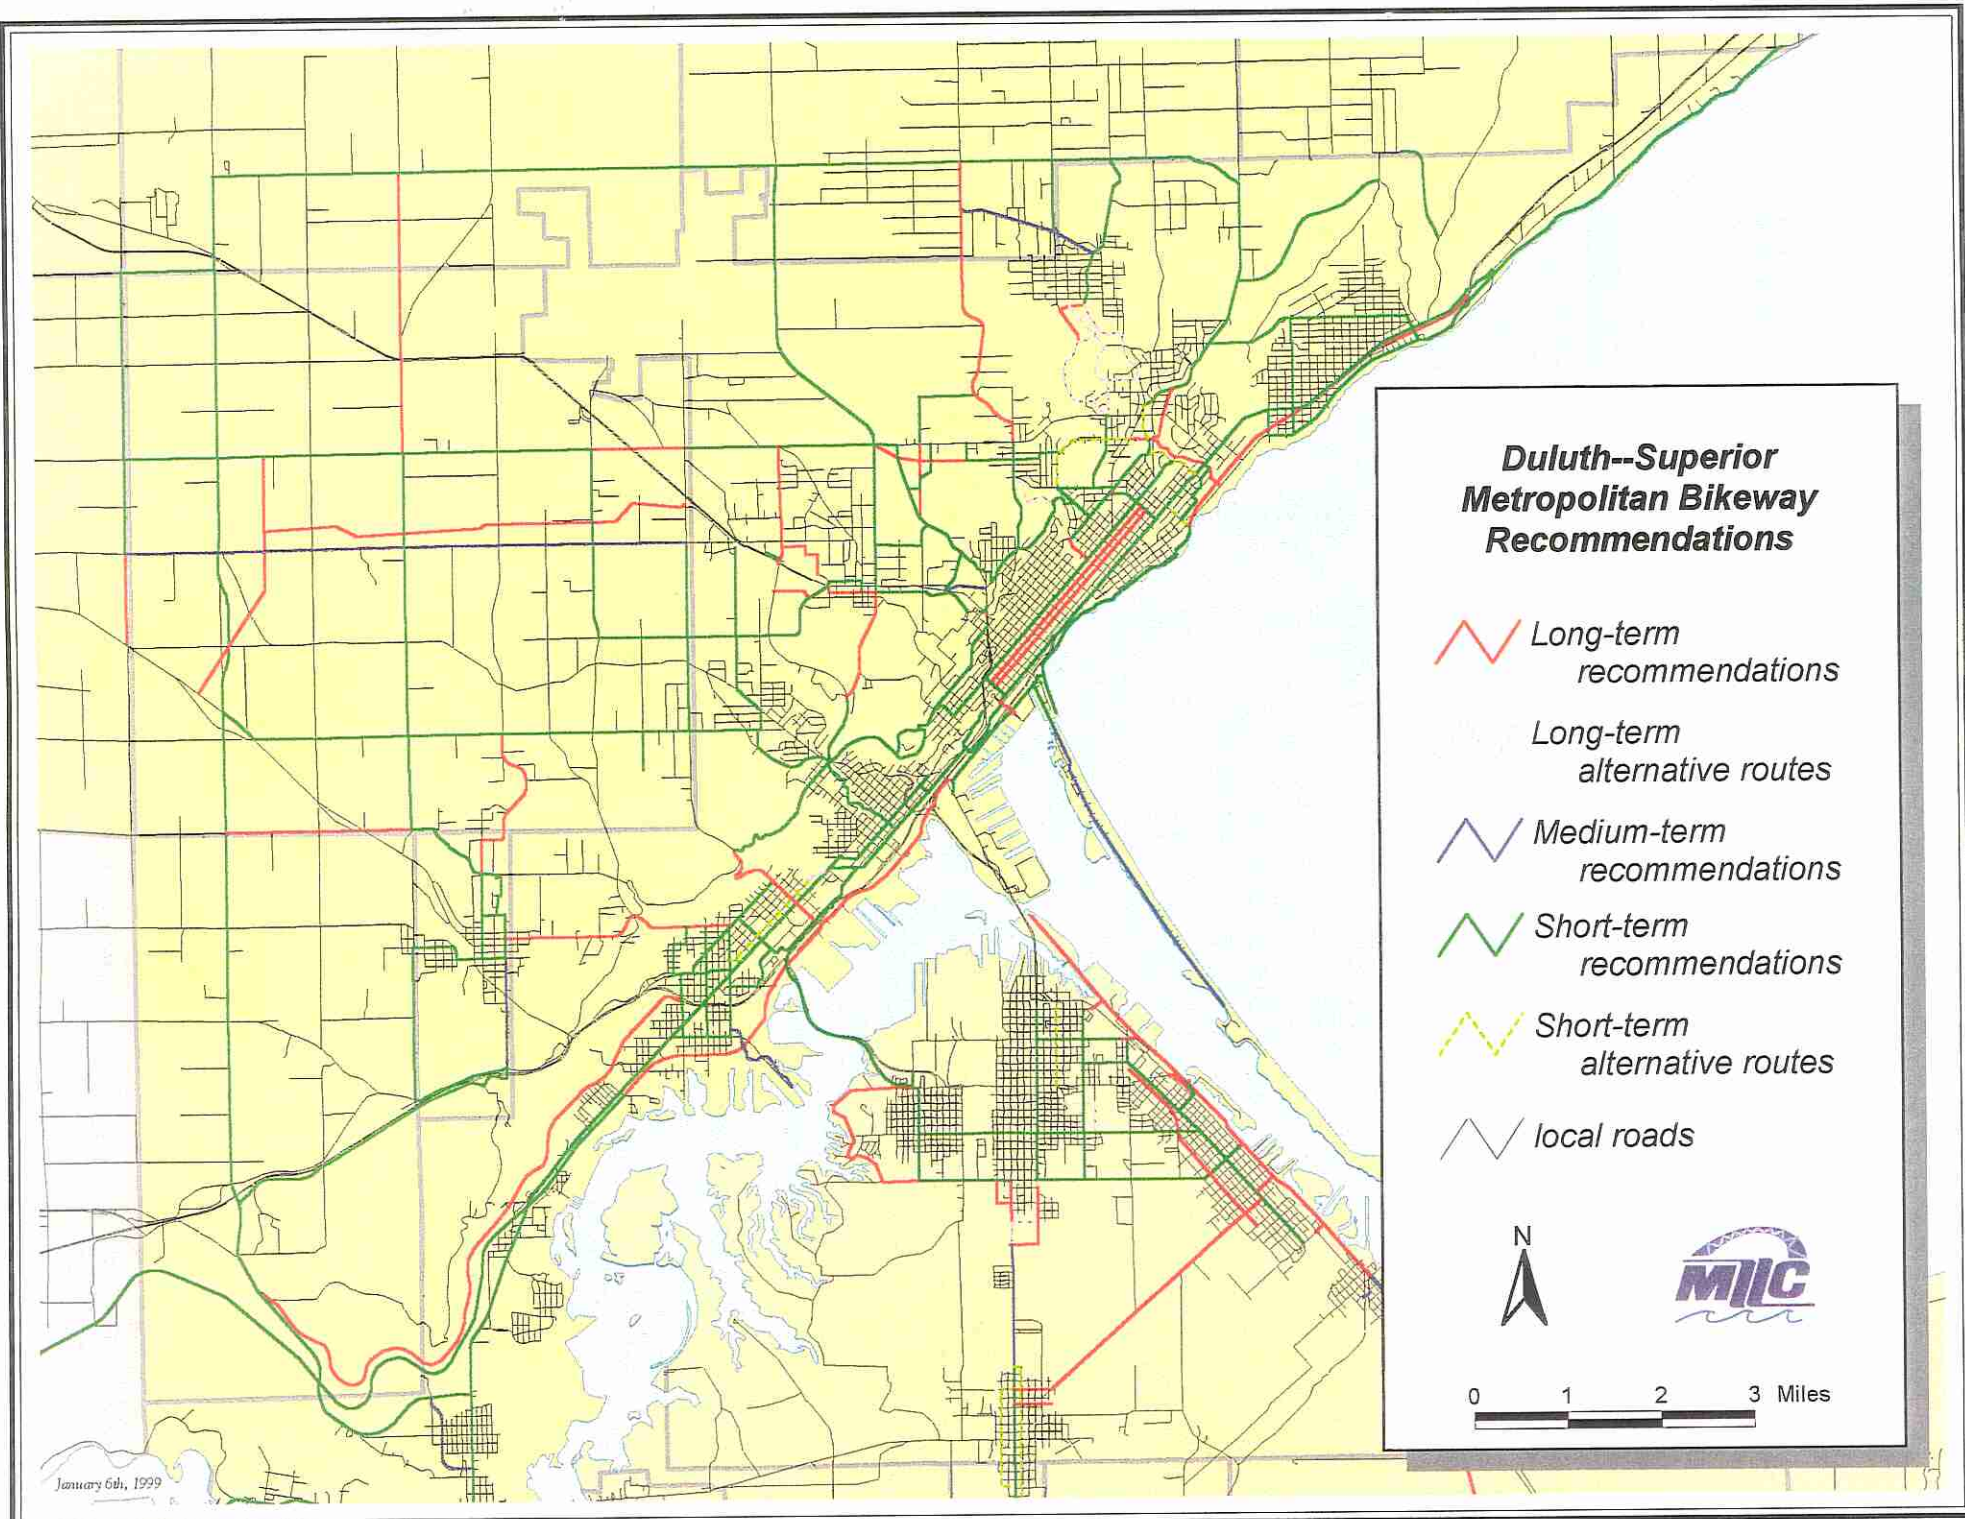 Duluth--Superior
Metropolitan Bikeway
Recommendations
Long-term
recommendations
Long-term
alternative routes
Medium-term
recommendations
Short-term
recommendations
Short-term
alternative routes
local roads
N
MIC
0 1 2 3 Miles
January 6th, 1999